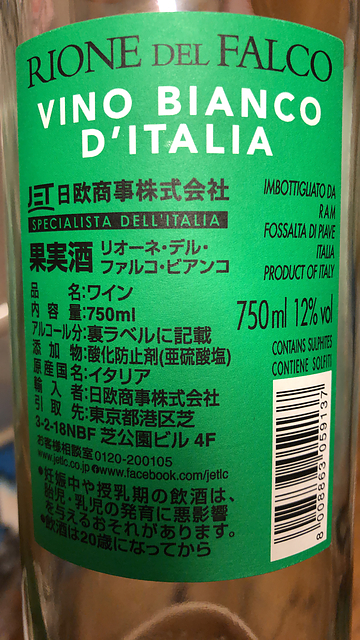 RIONE DEL FALCO
VINO BIANCO
D'ITALIA
JET 日欧商事株式会社
SPECIALISTA DELL'ITALIA
果実酒 リオーネ・デル・
ファルコ・ビアンコ
品名:ワイン
内容量:750ml
アルコール分:裏ラベルに記載
添加物:酸化防止剤(亜硫酸塩)
原産国名:イタリア
輸入者:日欧商事株式会社
引取先:東京都港区芝
3-2-18NBF 芝公園ビル 4F
お客様相談室0120-200105
www.jetlc.co.jp www.facebook.com/jetlc
●妊娠中や授乳期の飲酒は、
胎児・乳児の発育に悪影響
を与えるおそれがあります。
●飲酒は20歳になってから
IMBOTTIGLIATO DA
RAM
FOSSALTA DI PIAVE
ITALIA
PRODUCT OF ITALY
750ml 12% vol
CONTAINS SULPHITES
CONTIENE SOLFITI
8 008863 059137